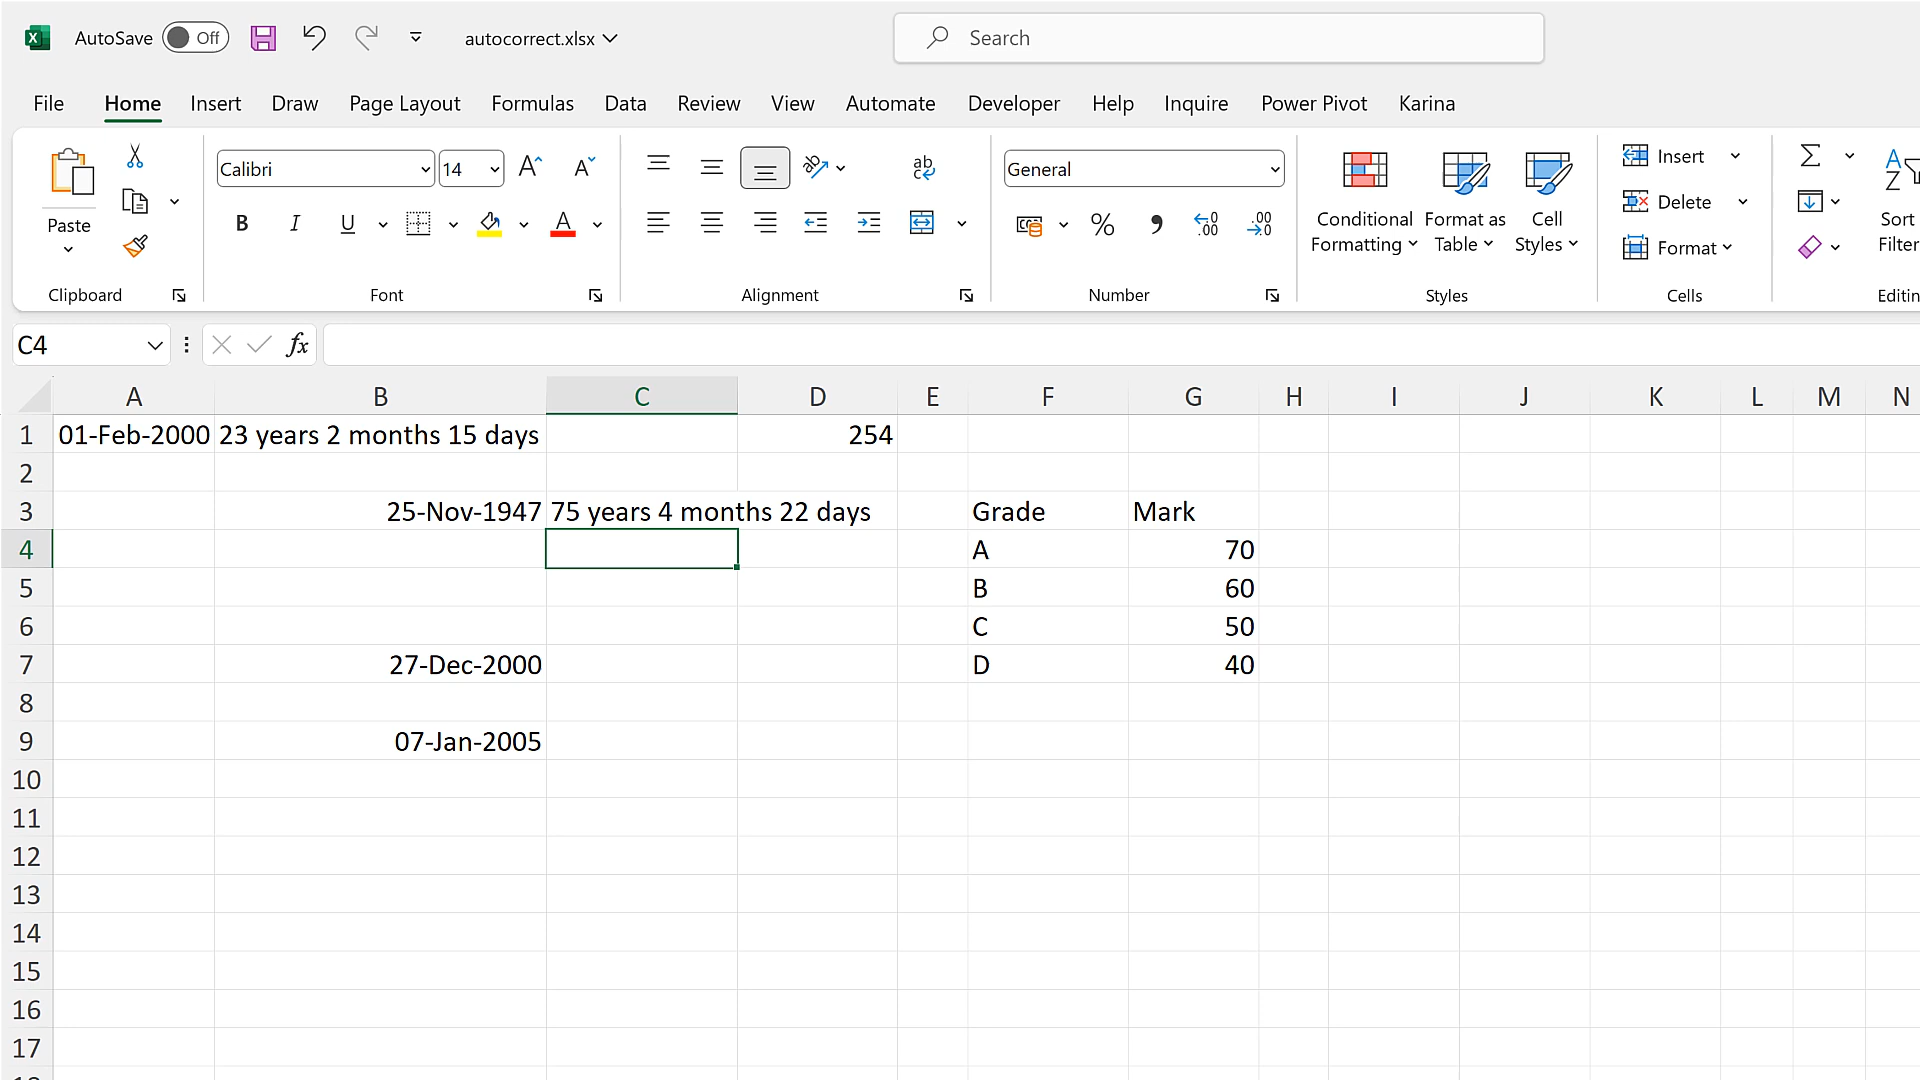 AutoSave Off autocorrect.xlsx Search
File Home Insert Draw Page Layout Formulas Data Review View Automate Developer Help Inquire Power Pivot Karina
Paste
Clipboard
Calibri 14
B I U A
Font
ab
Alignment
General
% 
Number
Conditional Formatting
Format as Table
Cell Styles
Styles
Insert
Delete
Format
Cells
Σ
Sort
Filter
Editin
C4 fx
A B C D E F G H I J K L M N
1 01-Feb-2000 23 years 2 months 15 days 254
2
3 25-Nov-1947 75 years 4 months 22 days Grade Mark
4 A 70
5 B 60
6 C 50
7 27-Dec-2000 D 40
8
9 07-Jan-2005
10
11
12
13
14
15
16
17